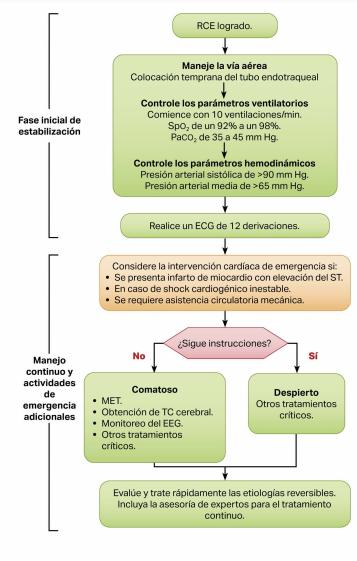 RCE logrado.
Maneje la vía aérea
Colocación temprana del tubo endotraqueal
Controle los parámetros ventilatorios
Comience con 10 ventilaciones/min.
SpO₂ de un 92% a un 98%.
PaCO₂ de 35 a 45 mm Hg.
Controle los parámetros hemodinámicos
Presión arterial sistólica de >90 mm Hg.
Presión arterial media de >65 mm Hg.
Fase inicial de
estabilización
Realice un ECG de 12 derivaciones.
Considere la intervención cardíaca de emergencia si:
• Se presenta infarto de miocardio con elevación del ST.
• En caso de shock cardiogénico inestable.
• Se requiere asistencia circulatoria mecánica.
¿Sigue instrucciones?
No
Sí
Manejo
continuo y
actividades
de
emergencia
adicionales
Comatoso
• MET.
• Obtención de TC cerebral.
• Monitoreo del EEG.
• Otros tratamientos
críticos.
Despierto
Otros tratamientos
críticos.
Evalúe y trate rápidamente las etiologías reversibles.
Incluya la asesoría de expertos para el tratamiento
continuo.